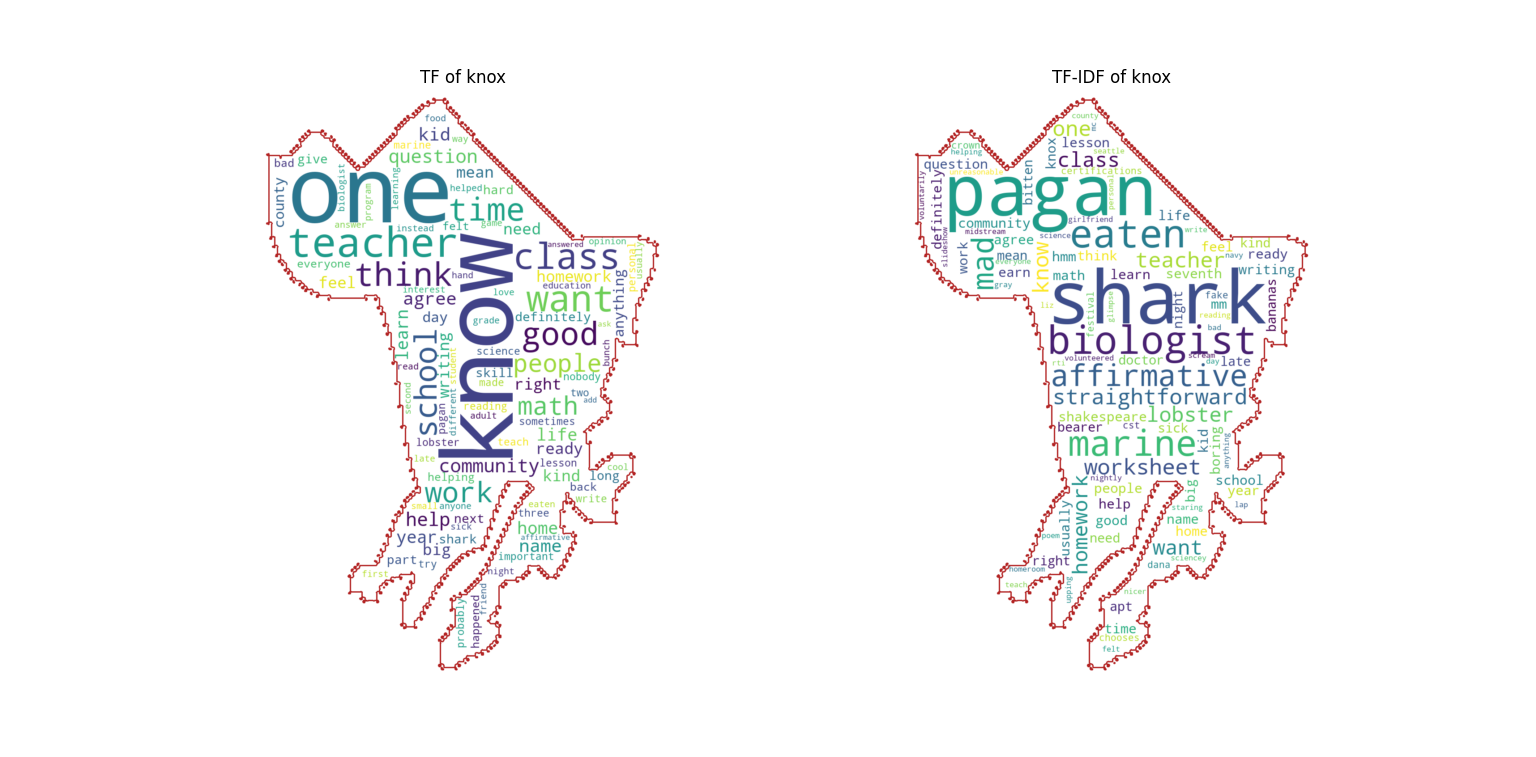 TF of knox
food
kid
way
marine
question
bad
give
mean
biologist
program
learning
helped
hard
county
one
time
answer
instead
felt
game
need
teacher
answered
opinion
everyone
class
personal
usually
think
hand
feel
homework
education
interest
love
want
anything
agree
know
day
grade
definitely
ask
good
learn
school
writing
science
bunch
student
people
read
skill
nobody
made
right
second
different
pagan
two
add
reading
math
adult
sometimes
lobster
teach
life
ready
late
community
lesson
cool
helping
kind
long
work
back
write
small
anyone
eaten
help
next
three
sick
home
year
shark
affirmative
big
name
part
try
important
first
night
probably
happened
friend
TF-IDF of knox
county
one
mc
crown
helping
knox
lesson
seattle
question
class
unreasonable
bitten
certifications
voluntarily
definitely
pagan
personal
community
girlfriend
life
midstream
write
slideshow
work
mad
agree
science
eaten
feel
kind
mean
everyone
know
hmm
think
teacher
navy
ready
earn
math
learn
seventh
writing
gray
liz
festival
glimpse
shark
night
fake
mm
bananas
reading
bad
biologist
volunteered
scream
rti
doctor
day
late
affirmative
straightforward
shakespeare
lobster
bearer
cst
sick
marine
kid
boring
anything
worksheet
nightly
school
homework
people
big
year
help
staring
lap
usually
good
name
poem
need
home
right
want
homeroom
sciencey
dana
teach
upping
nicer
apt
time
chooses
felt